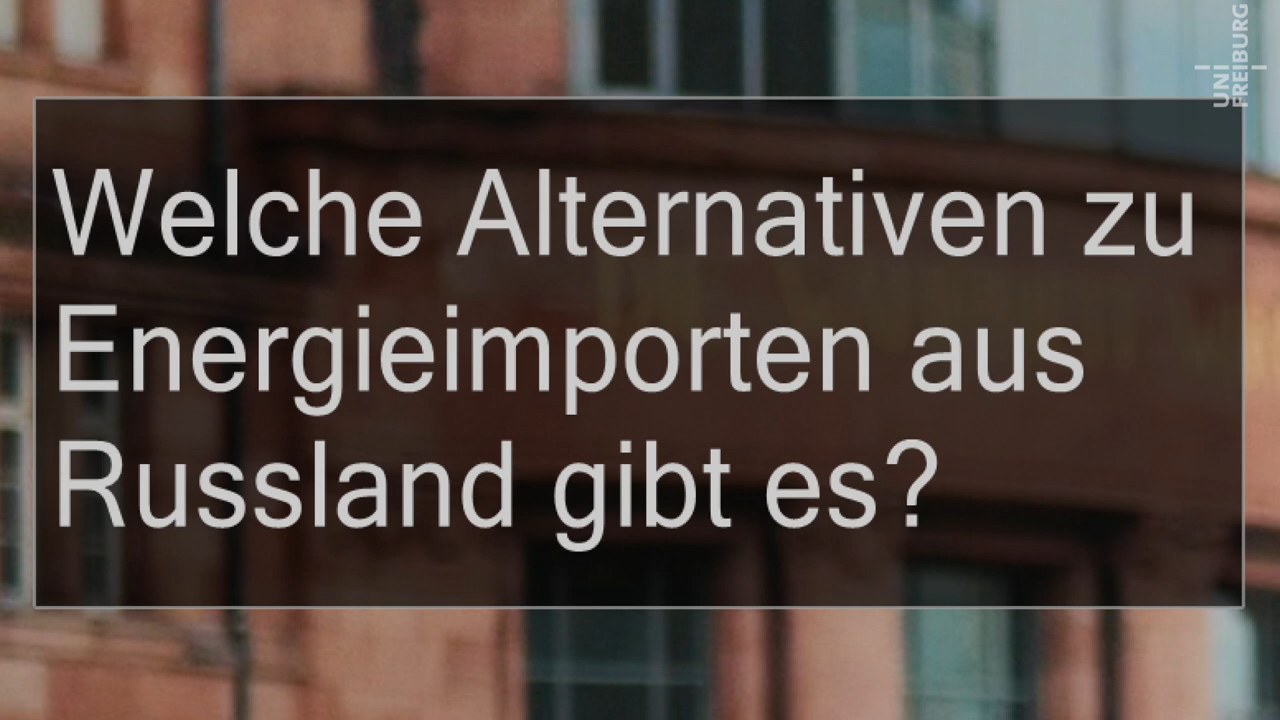 UNI
FREIBURG
Welche Alternativen zu
Energieimporten aus
Russland gibt es?